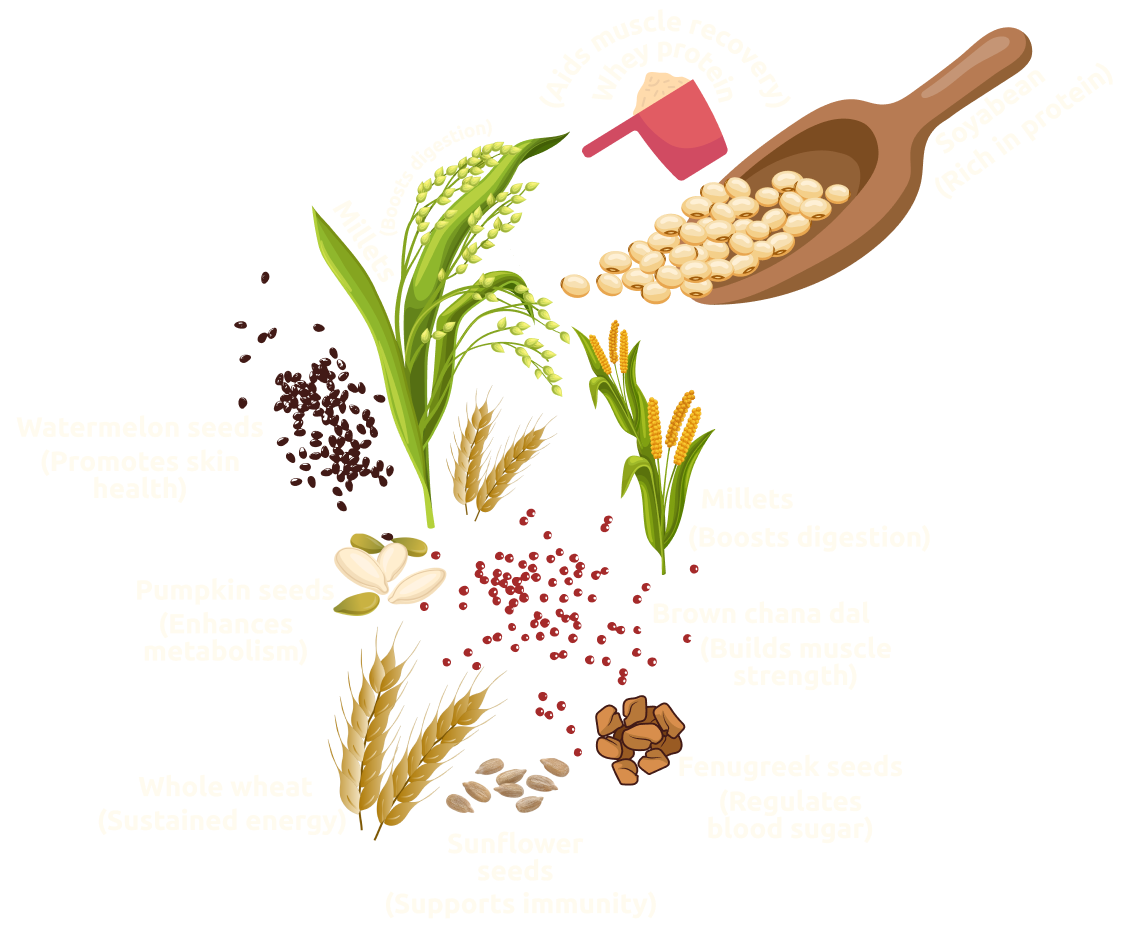 (Aids muscle recovery)
Whey protein
Soyabean
(Rich in protein)
(Boosts digestion)
Millets
Watermelon seeds
(Promotes skin
health)
Millets
(Boosts digestion)
Pumpkin seeds
(Enhances
metabolism)
Brown chana dal
(Builds muscle
strength)
Whole wheat
(Sustained energy)
Fenugreek seeds
(Regulates
blood sugar)
Sunflower
seeds
(Supports immunity)